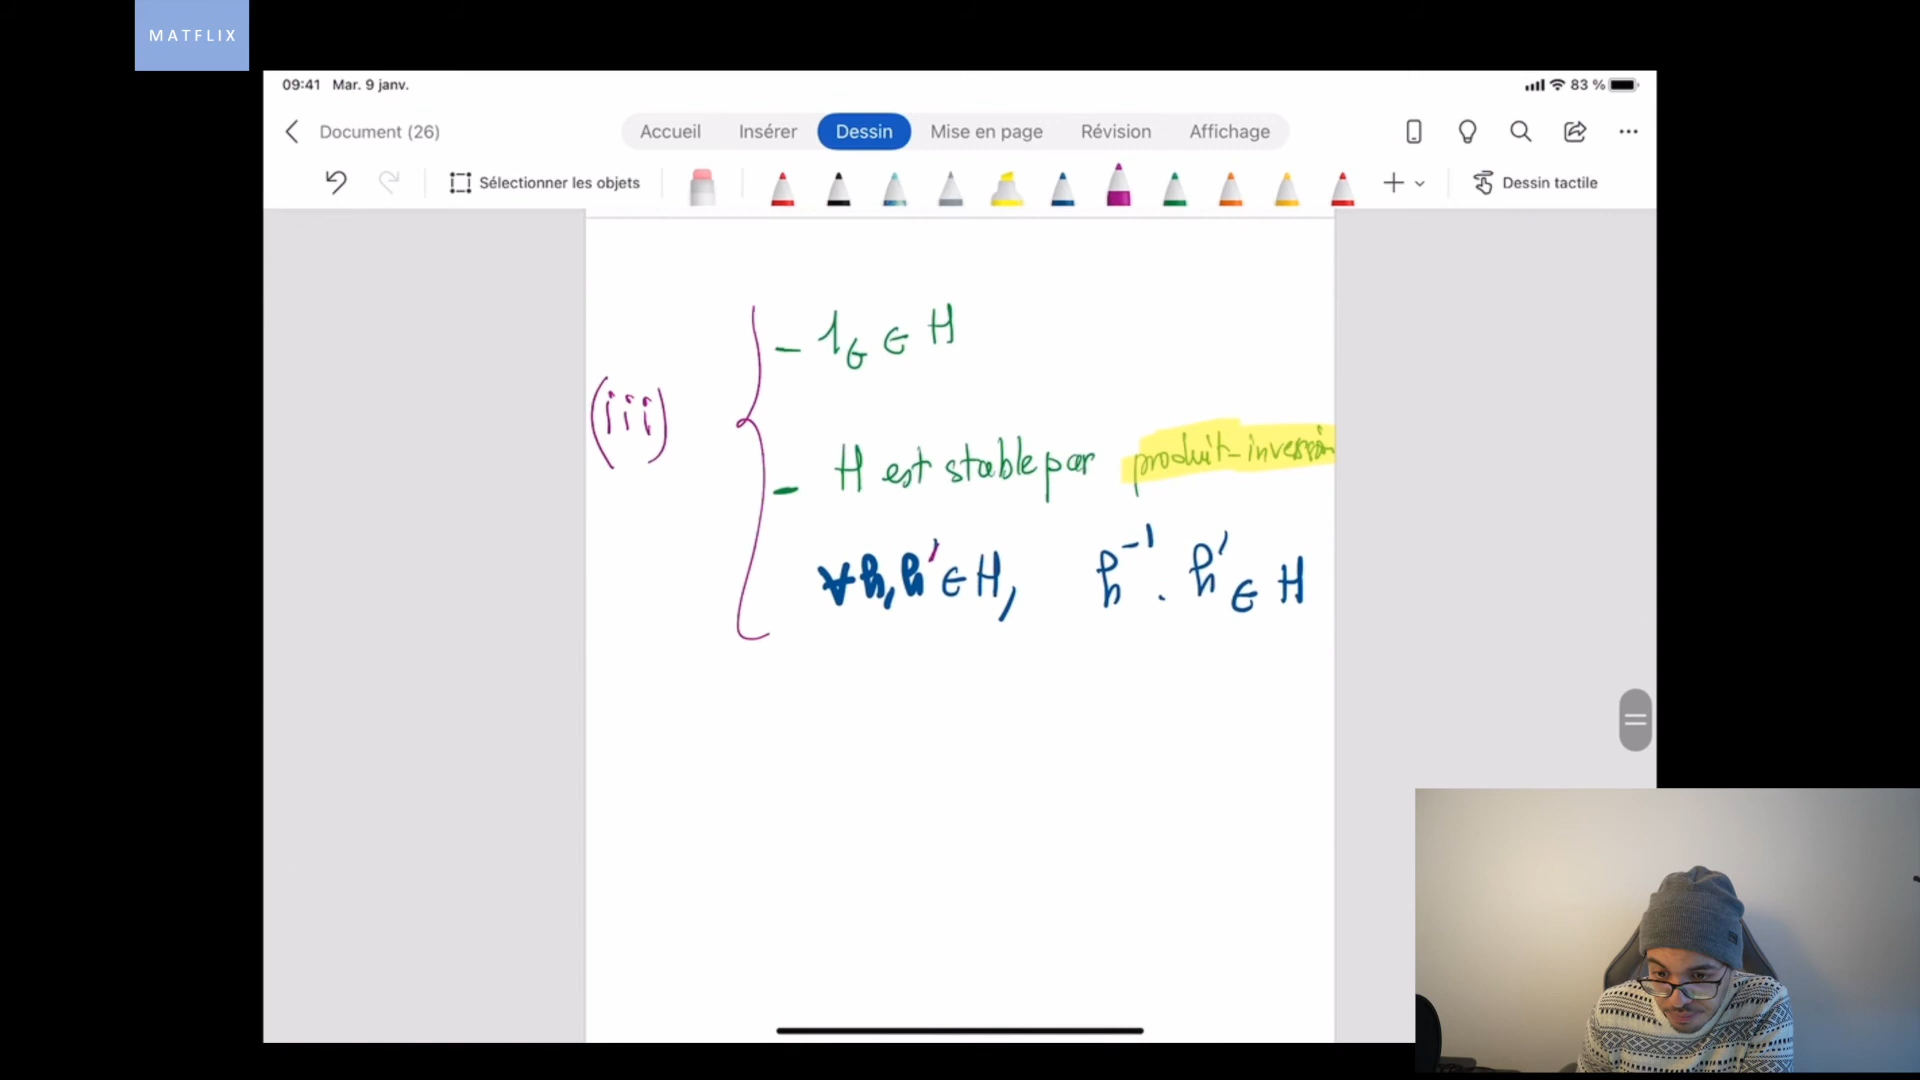 MATFLIX
09:41 Mar. 9 janv.
83 %
Document (26)
Accueil Insérer Dessin Mise en page Révision Affichage
Sélectionner les objets
Dessin tactile
- 1_G ∈ H
(iii)
- H est stable par produit-inversion
∀h, h' ∈ H, h⁻¹ . h' ∈ H